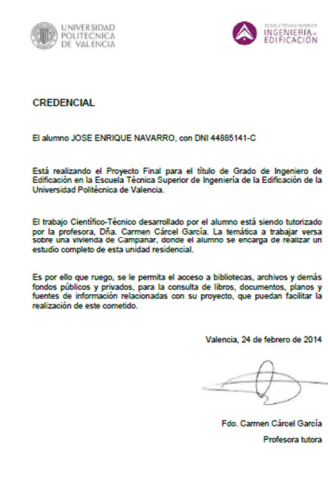 UNIVERSIDAD
POLITECNICA
DE VALENCIA
ESCUELA TÉCNICA SUPERIOR
INGENIERÍA DE
EDIFICACIÓN
CREDENCIAL
El alumno JOSE ENRIQUE NAVARRO, con DNI 44885141-C
Está realizando el Proyecto Final para el título de Grado de Ingeniero de
Edificación en la Escuela Técnica Superior de Ingeniería de la Edificación de la
Universidad Politécnica de Valencia.
El trabajo Científico-Técnico desarrollado por el alumno está siendo tutorizado
por la profesora, Dña. Carmen Cárcel García. La temática a trabajar versa
sobre una vivienda de Campanar, donde el alumno se encarga de realizar un
estudio completo de esta unidad residencial.
Es por ello que ruego, se le permita el acceso a bibliotecas, archivos y demás
fondos públicos y privados, para la consulta de libros, documentos, planos y
fuentes de información relacionadas con su proyecto, que puedan facilitar la
realización de este cometido.
Valencia, 24 de febrero de 2014
Fdo. Carmen Cárcel García
Profesora tutora